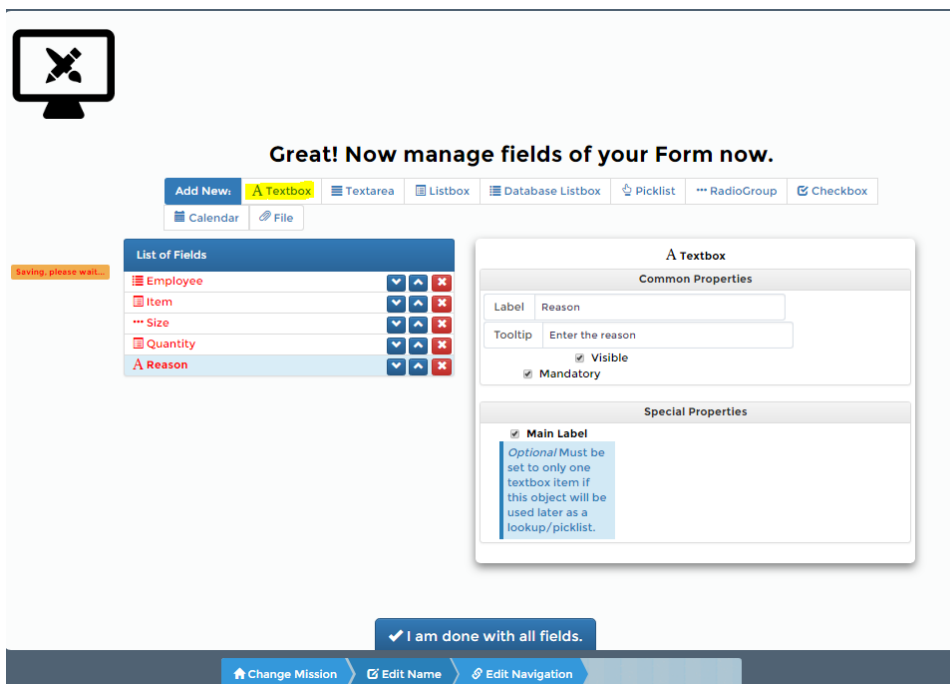 Great! Now manage fields of your Form now.
Add New: A Textbox Textarea Listbox Database Listbox Picklist RadioGroup Checkbox
Calendar File
List of Fields
Saving, please wait...
Employee
Item
Size
Quantity
A Reason
A Textbox
Common Properties
Label Reason
Tooltip Enter the reason
Visible
Mandatory
Special Properties
Main Label
Optional Must be
set to only one
textbox item if
this object will be
used later as a
lookup/picklist.
I am done with all fields.
Change Mission Edit Name Edit Navigation